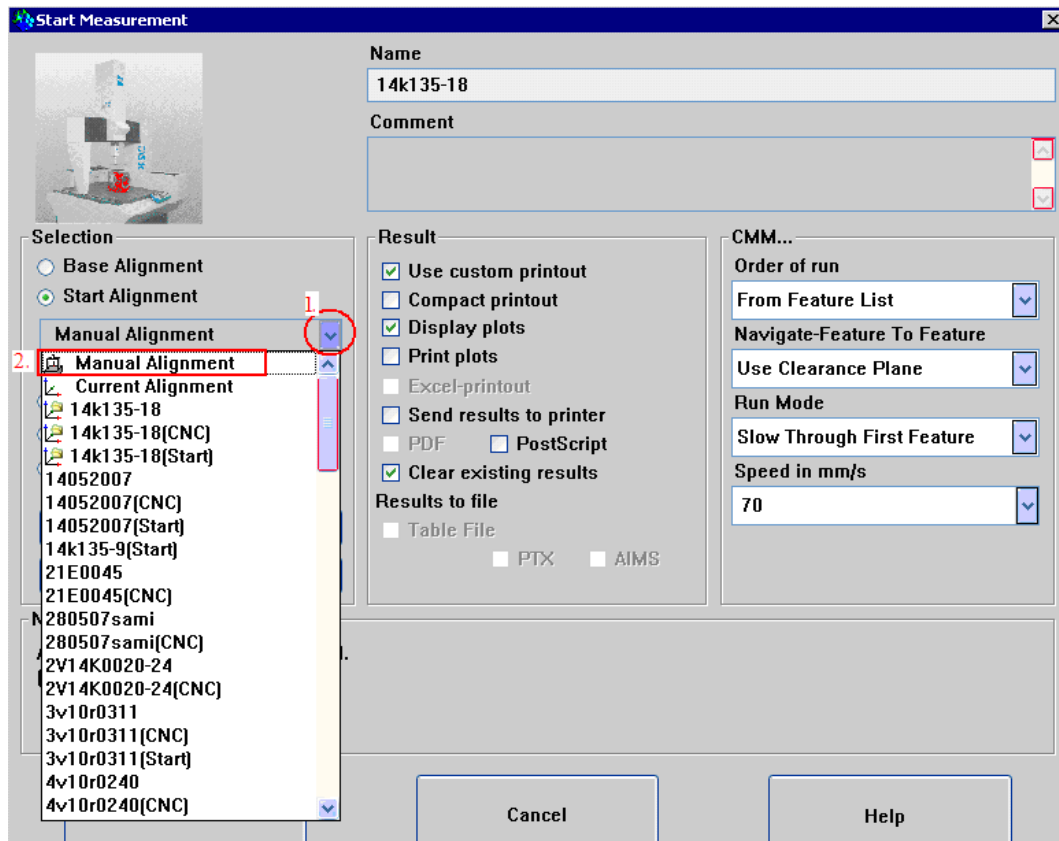 Start Measurement
Name
14k135-18
Comment
Selection
Base Alignment
Start Alignment
1.
Manual Alignment
2. Manual Alignment
Current Alignment
14k135-18
14k135-18(CNC)
14k135-18(Start)
14052007
14052007(CNC)
14052007(Start)
14k135-9(Start)
21E0045
21E0045(CNC)
280507sami
280507sami(CNC)
2V14K0020-24
2V14K0020-24(CNC)
3v10r0311
3v10r0311(CNC)
3v10r0311(Start)
4v10r0240
4v10r0240(CNC)
Result
Use custom printout
Compact printout
Display plots
Print plots
Excel-printout
Send results to printer
PDF PostScript
Clear existing results
Results to file
Table File
PTX AIMS
CMM...
Order of run
From Feature List
Navigate-Feature To Feature
Use Clearance Plane
Run Mode
Slow Through First Feature
Speed in mm/s
70
Cancel
Help